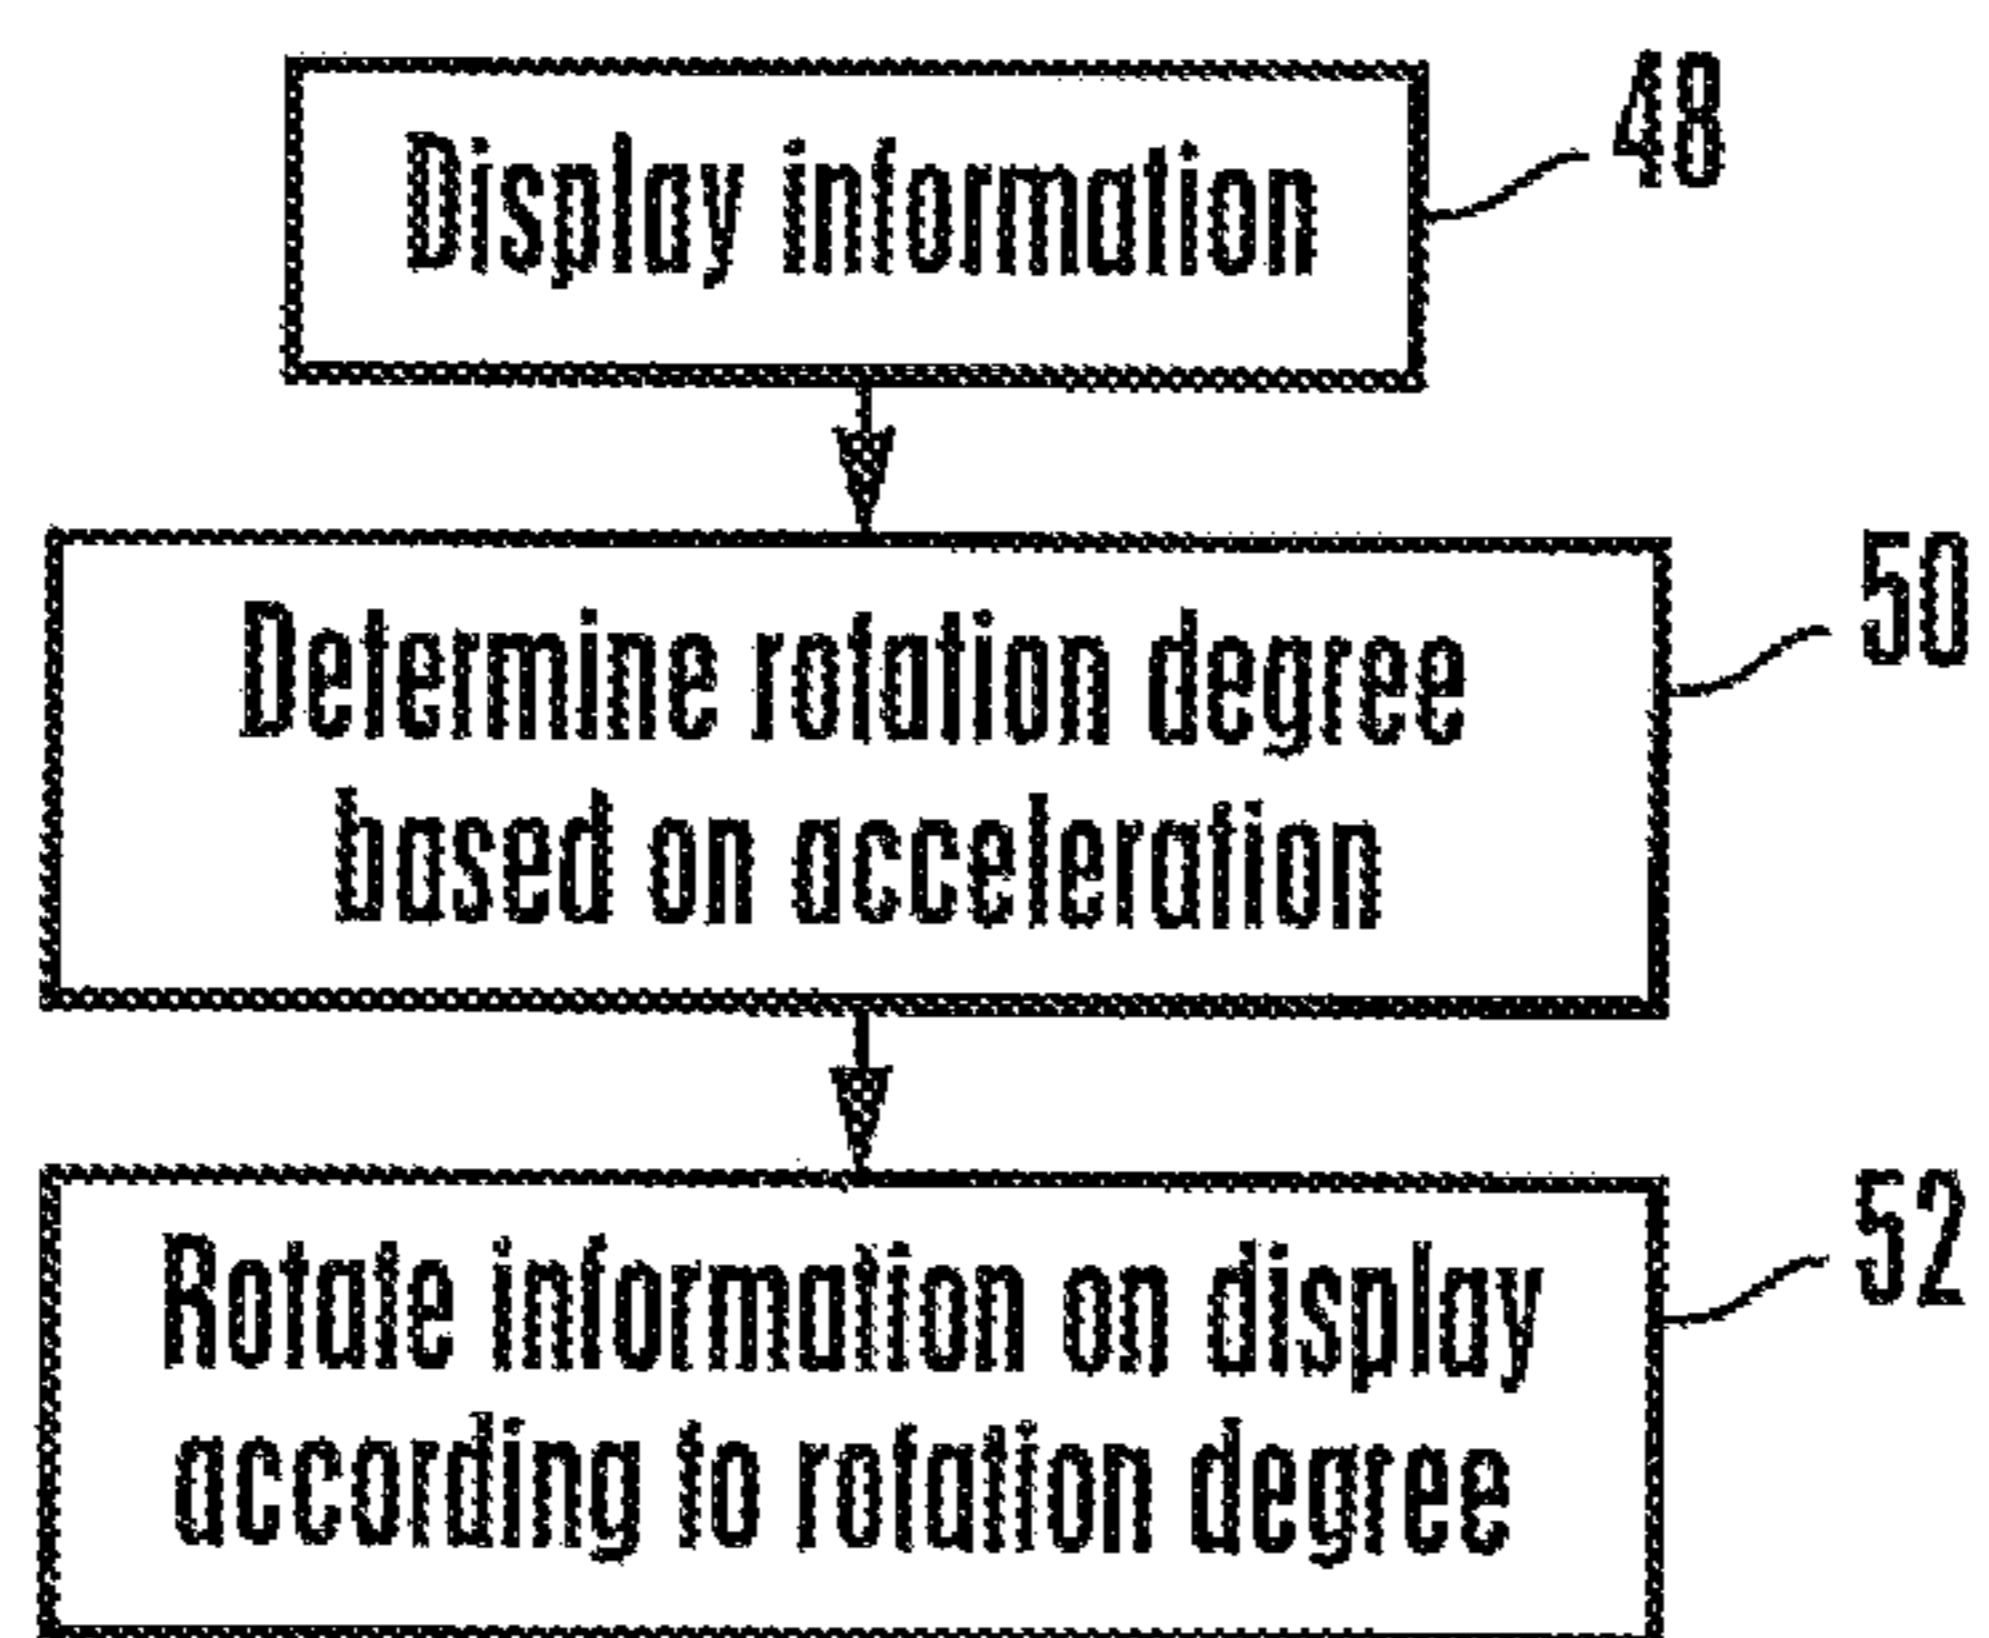 Display information
48
Determine rotation degree
based on acceleration
50
Rotate information on display
according to rotation degree
52